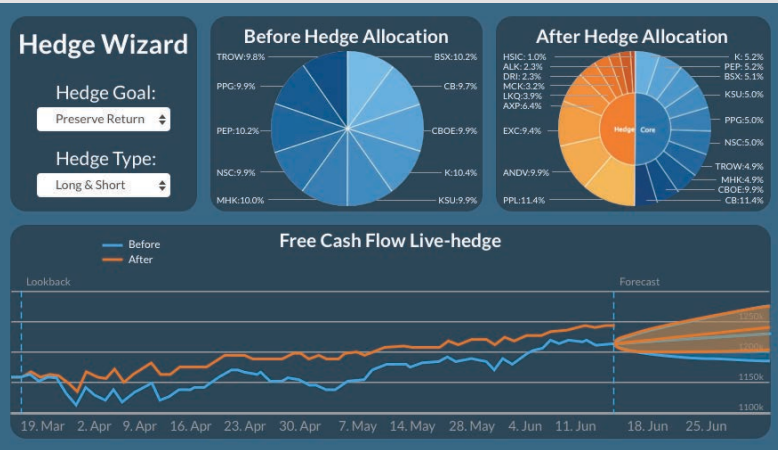 Hedge Wizard
Hedge Goal:
Preserve Return
Hedge Type:
Long & Short
Before Hedge Allocation
TROW:9.8%
PPG:9.9%
PEP:10.2%
NSC:9.9%
MHK:10.0%
BSX:10.2%
CB:9.7%
CBOE:9.9%
K:10.4%
KSU:9.9%
After Hedge Allocation
HSIC: 1.0%
ALK: 2.3%
DRI: 2.3%
MCK:3.2%
LKQ:3.9%
AXP:6.4%
EXC:9.4%
ANDV:9.9%
PPL:11.4%
Hedge
Core
K: 5.2%
PEP: 5.2%
BSX: 5.1%
KSU:5.0%
PPG:5.0%
NSC:5.0%
TROW:4.9%
MHK:4.9%
CBOE:9.9%
CB:11.4%
Free Cash Flow Live-hedge
Before
After
Lookback
Forecast
1250k
1200k
1150k
1100k
19. Mar 2. Apr 9. Apr 16. Apr 23. Apr 30. Apr 7. May 14. May 28. May 4. Jun 11. Jun 18. Jun 25. Jun